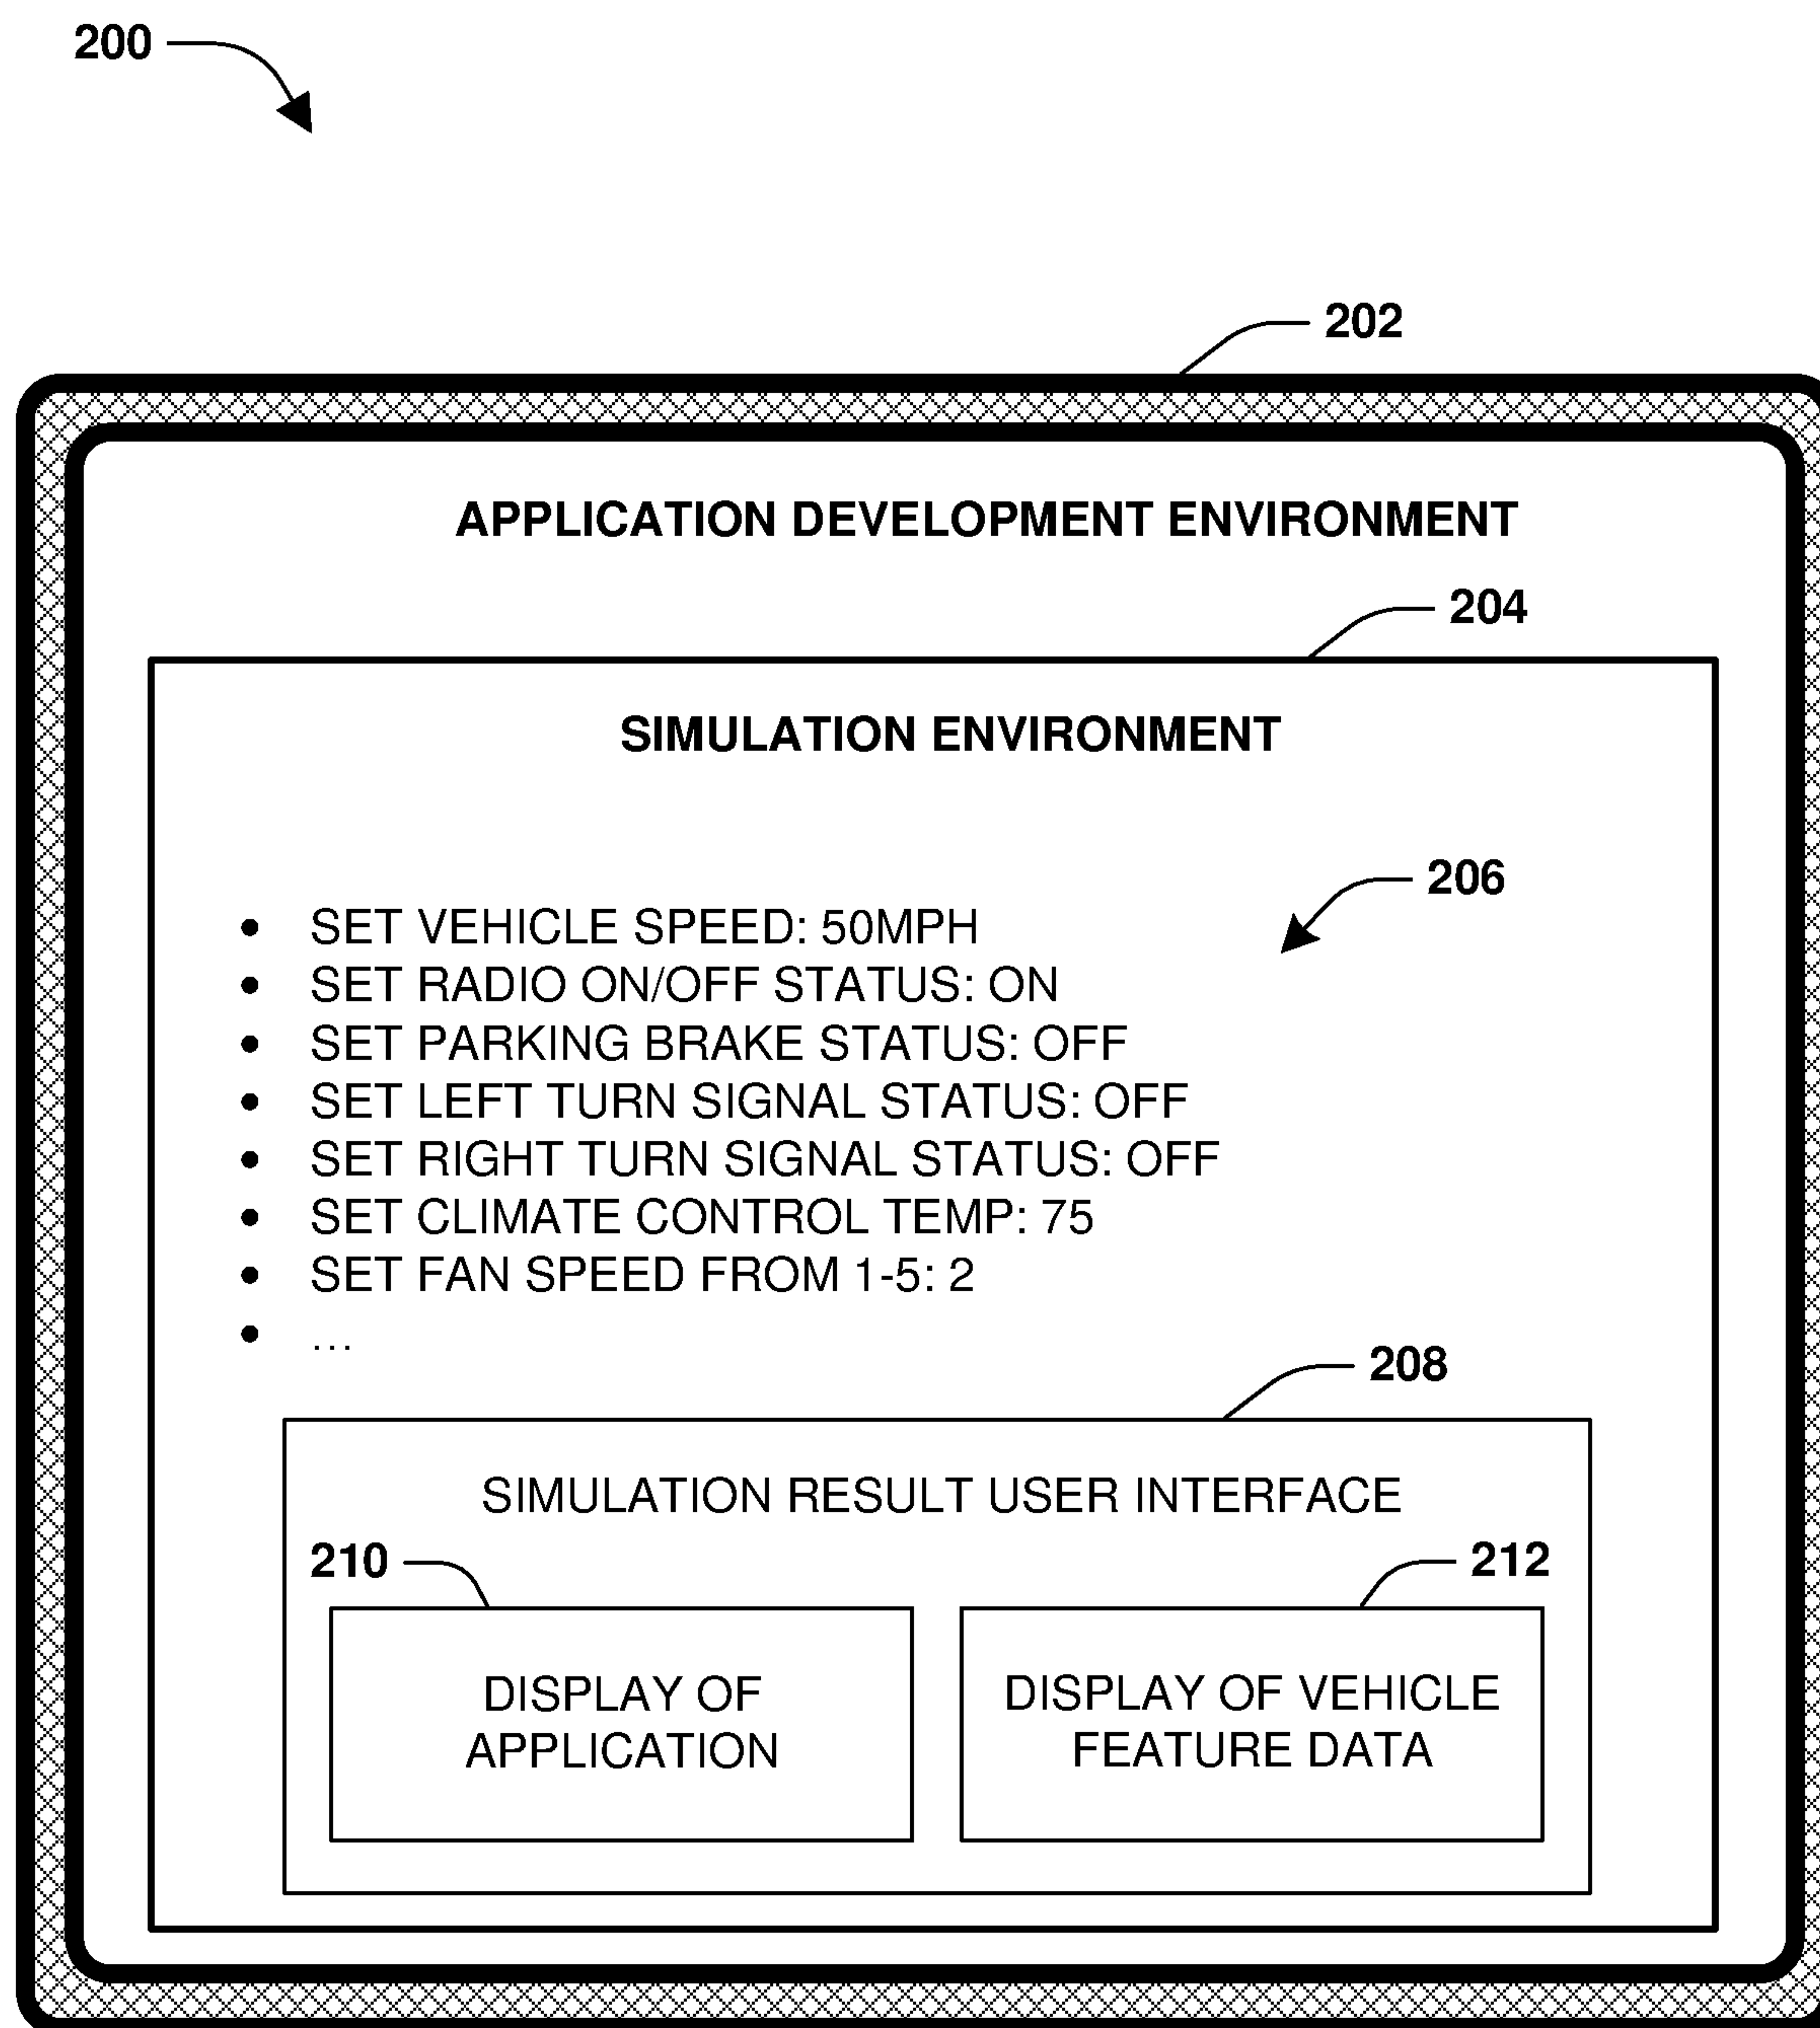 200
202
APPLICATION DEVELOPMENT ENVIRONMENT
204
SIMULATION ENVIRONMENT
206
• SET VEHICLE SPEED: 50MPH
• SET RADIO ON/OFF STATUS: ON
• SET PARKING BRAKE STATUS: OFF
• SET LEFT TURN SIGNAL STATUS: OFF
• SET RIGHT TURN SIGNAL STATUS: OFF
• SET CLIMATE CONTROL TEMP: 75
• SET FAN SPEED FROM 1-5: 2
• ...
208
SIMULATION RESULT USER INTERFACE
210
212
DISPLAY OF
APPLICATION
DISPLAY OF VEHICLE
FEATURE DATA